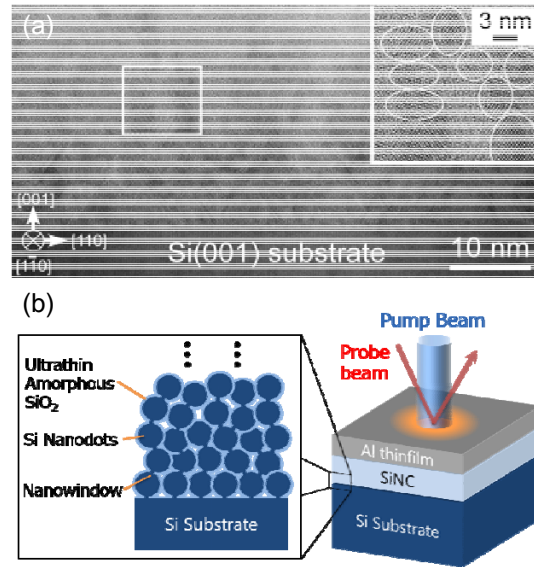 (a)
3 nm
[001]
[110]
[1̄10]
Si(001) substrate
10 nm
(b)
Pump Beam
Probe
beam
Ultrathin
Amorphous
SiO₂
Si Nanodots
Nanowindow
Si Substrate
Al thinfilm
SiNC
Si Substrate